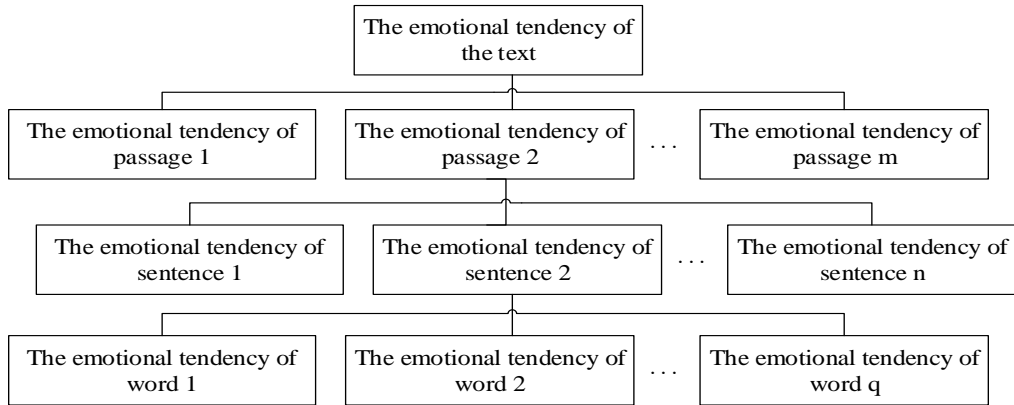 The emotional tendency of
the text
The emotional tendency of
passage 1
The emotional tendency of
passage 2
. . .
The emotional tendency of
passage m
The emotional tendency of
sentence 1
The emotional tendency of
sentence 2
. . .
The emotional tendency of
sentence n
The emotional tendency of
word 1
The emotional tendency of
word 2
. . .
The emotional tendency of
word q